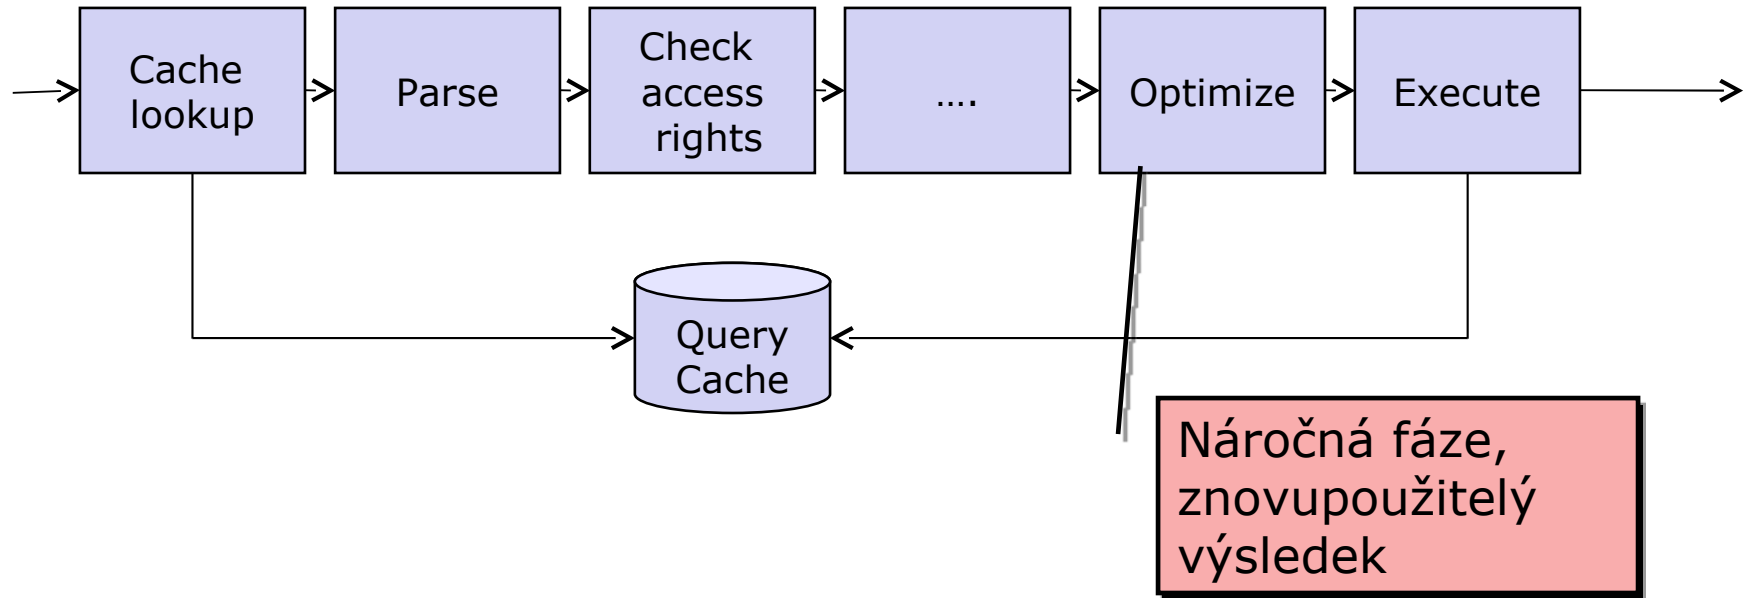 Cache
lookup
Parse
Check
access
rights
....
Optimize
Execute
Query
Cache
Náročná fáze,
znovupoužitelý
výsledek